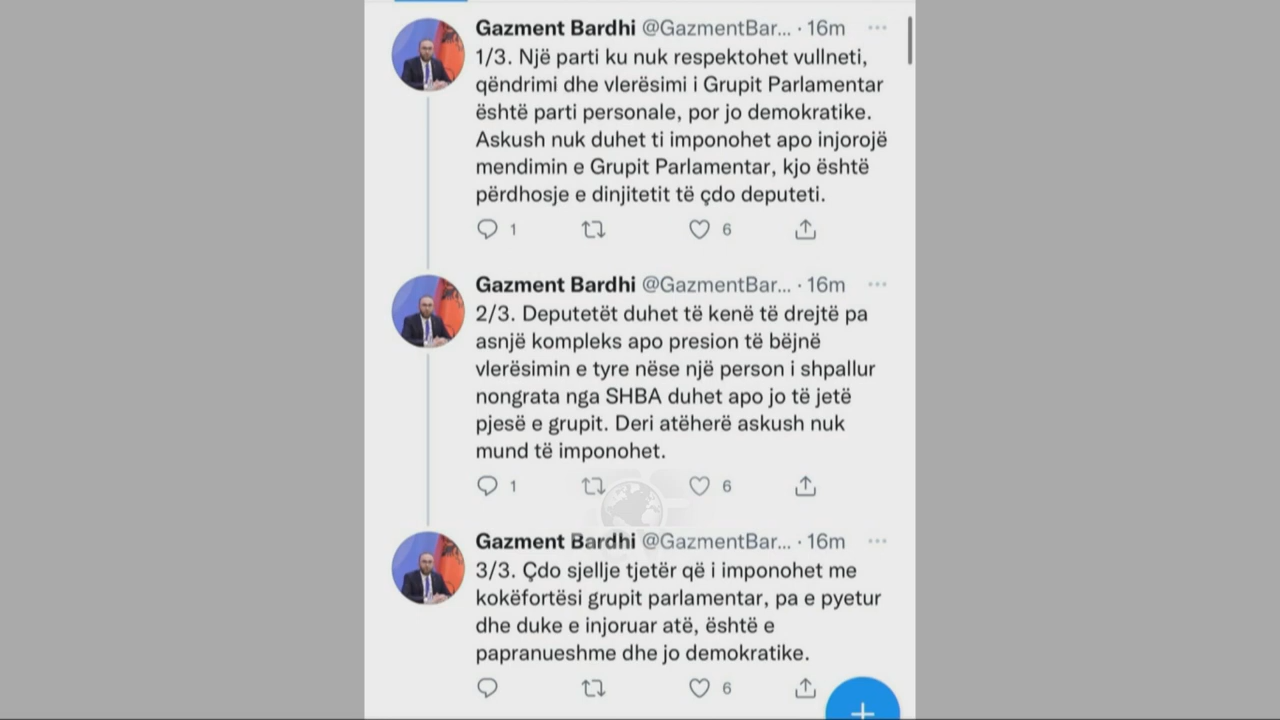 Gazment Bardhi @GazmentBar... · 16m
1/3. Një parti ku nuk respektohet vullneti,
qëndrimi dhe vlerësimi i Grupit Parlamentar
është parti personale, por jo demokratike.
Askush nuk duhet ti imponohet apo injorojë
mendimin e Grupit Parlamentar, kjo është
përdhosje e dinjitetit të çdo deputeti.
1 6
Gazment Bardhi @GazmentBar... · 16m
2/3. Deputetët duhet të kenë të drejtë pa
asnjë kompleks apo presion të bëjnë
vlerësimin e tyre nëse një person i shpallur
nongrata nga SHBA duhet apo jo të jetë
pjesë e grupit. Deri atëherë askush nuk
mund të imponohet.
1 6
Gazment Bardhi @GazmentBar... · 16m
3/3. Çdo sjellje tjetër që i imponohet me
kokëfortësi grupit parlamentar, pa e pyetur
dhe duke e injoruar atë, është e
papranueshme dhe jo demokratike.
6